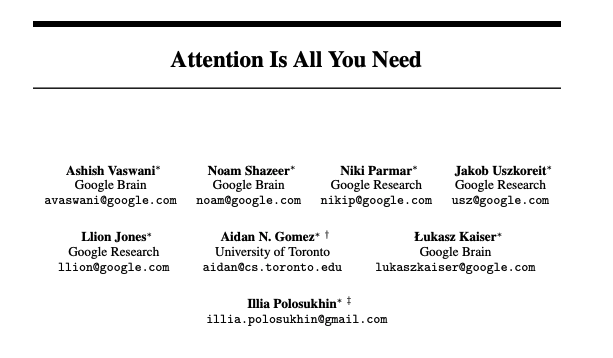 Attention Is All You Need
Ashish Vaswani* Noam Shazeer* Niki Parmar* Jakob Uszkoreit*
Google Brain Google Brain Google Research Google Research
avaswani@google.com noam@google.com nikip@google.com usz@google.com
Llion Jones* Aidan N. Gomez* † Łukasz Kaiser*
Google Research University of Toronto Google Brain
llion@google.com aidan@cs.toronto.edu lukaszkaiser@google.com
Illia Polosukhin* ‡
illia.polosukhin@gmail.com